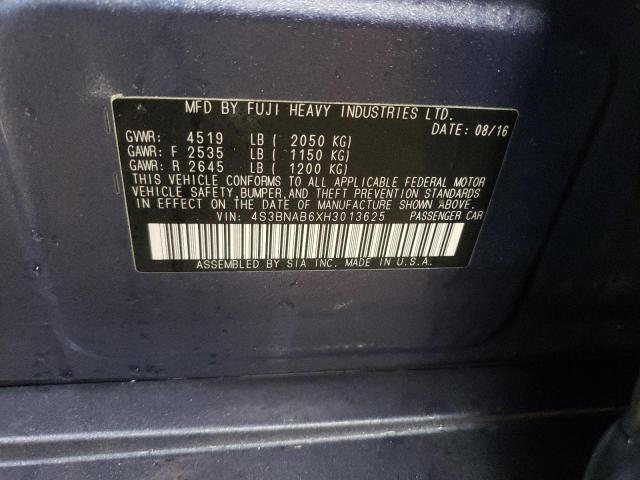 MFD BY FUJI HEAVY INDUSTRIES LTD.
DATE: 08/16
GVWR: 4519 LB ( 2050 KG)
GAWR: F 2535 LB ( 1150 KG)
GAWR: R 2645 LB ( 1200 KG)
THIS VEHICLE CONFORMS TO ALL APPLICABLE FEDERAL MOTOR
VEHICLE SAFETY,BUMPER,AND THEFT PREVENTION STANDARDS
IN EFFECT ON THE DATE OF MANUFACTURE SHOWN ABOVE.
VIN: 4S3BNAB6XH3013625 PASSENGER CAR
ASSEMBLED BY SIA INC. MADE IN U.S.A.